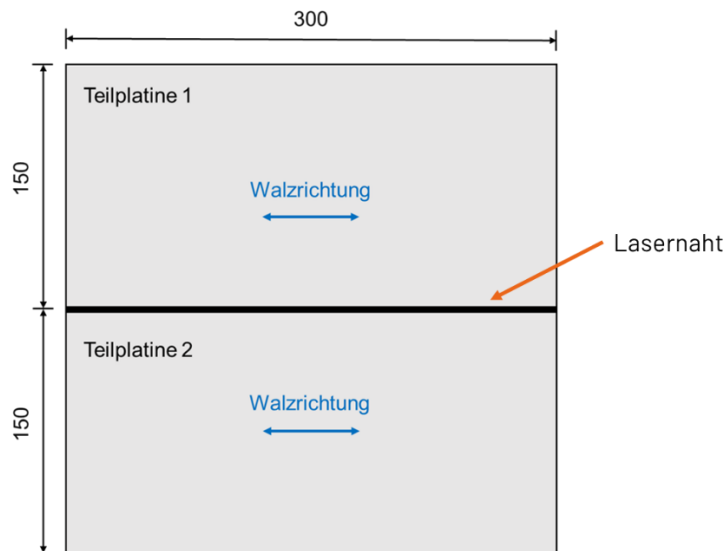 300
Teilplatine 1
150
Walzrichtung
Lasernaht
Teilplatine 2
Walzrichtung
150